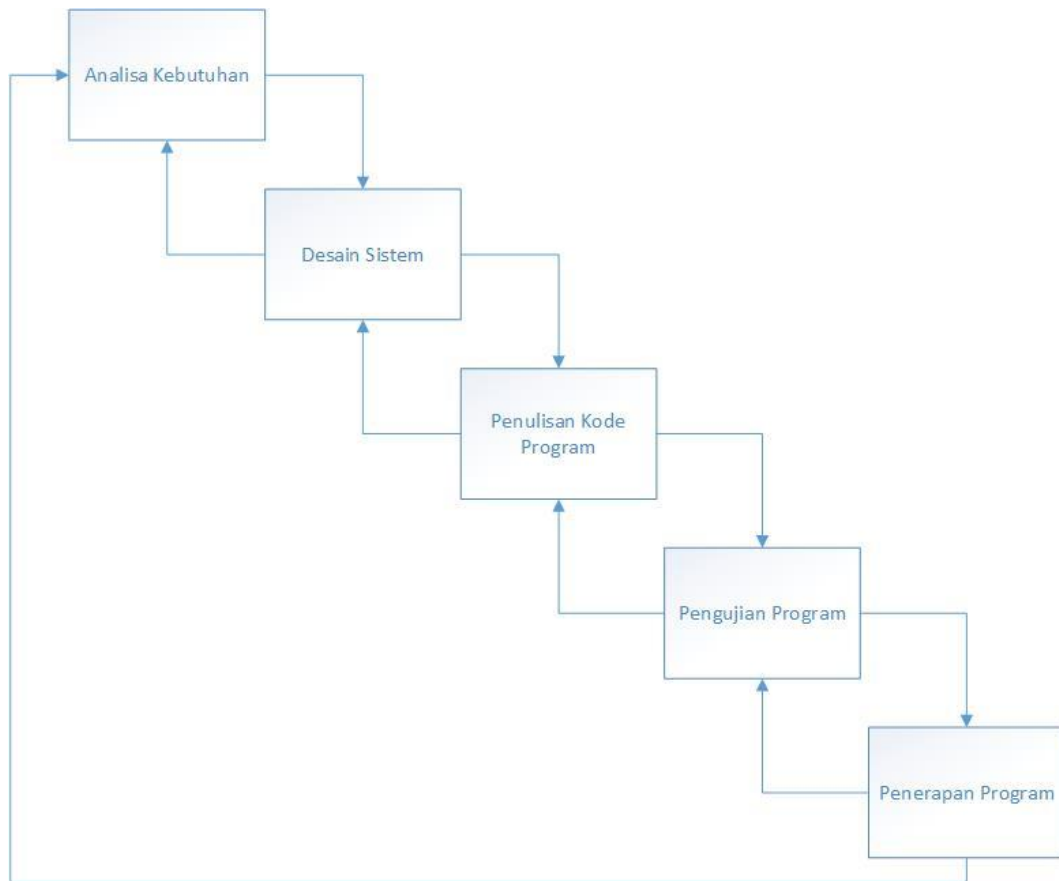 Analisa Kebutuhan
Desain Sistem
Penulisan Kode
Program
Pengujian Program
Penerapan Program